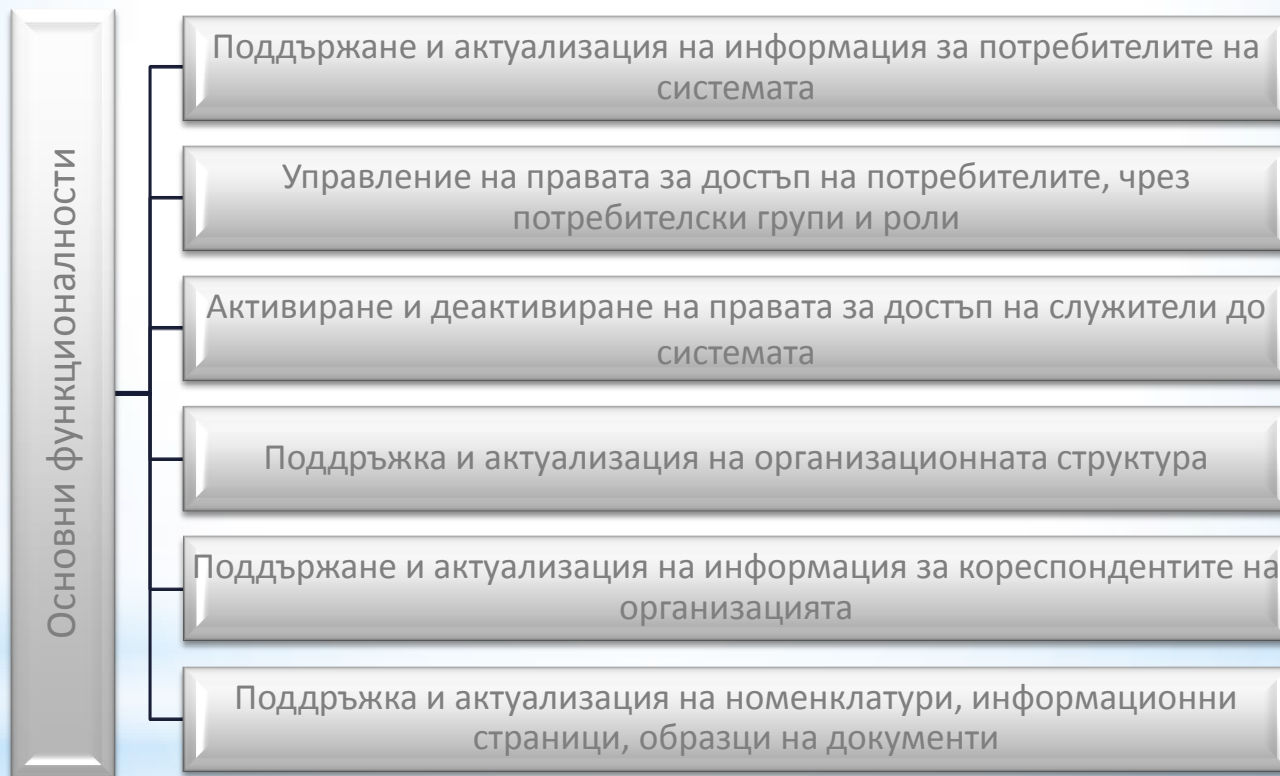 Основни функционалности
Поддържане и актуализация на информация за потребителите на
системата
Управление на правата за достъп на потребителите, чрез
потребителски групи и роли
Активиране и деактивиране на правата за достъп на служители до
системата
Поддръжка и актуализация на организационната структура
Поддържане и актуализация на информация за кореспондентите на
организацията
Поддръжка и актуализация на номенклатури, информационни
страници, образци на документи